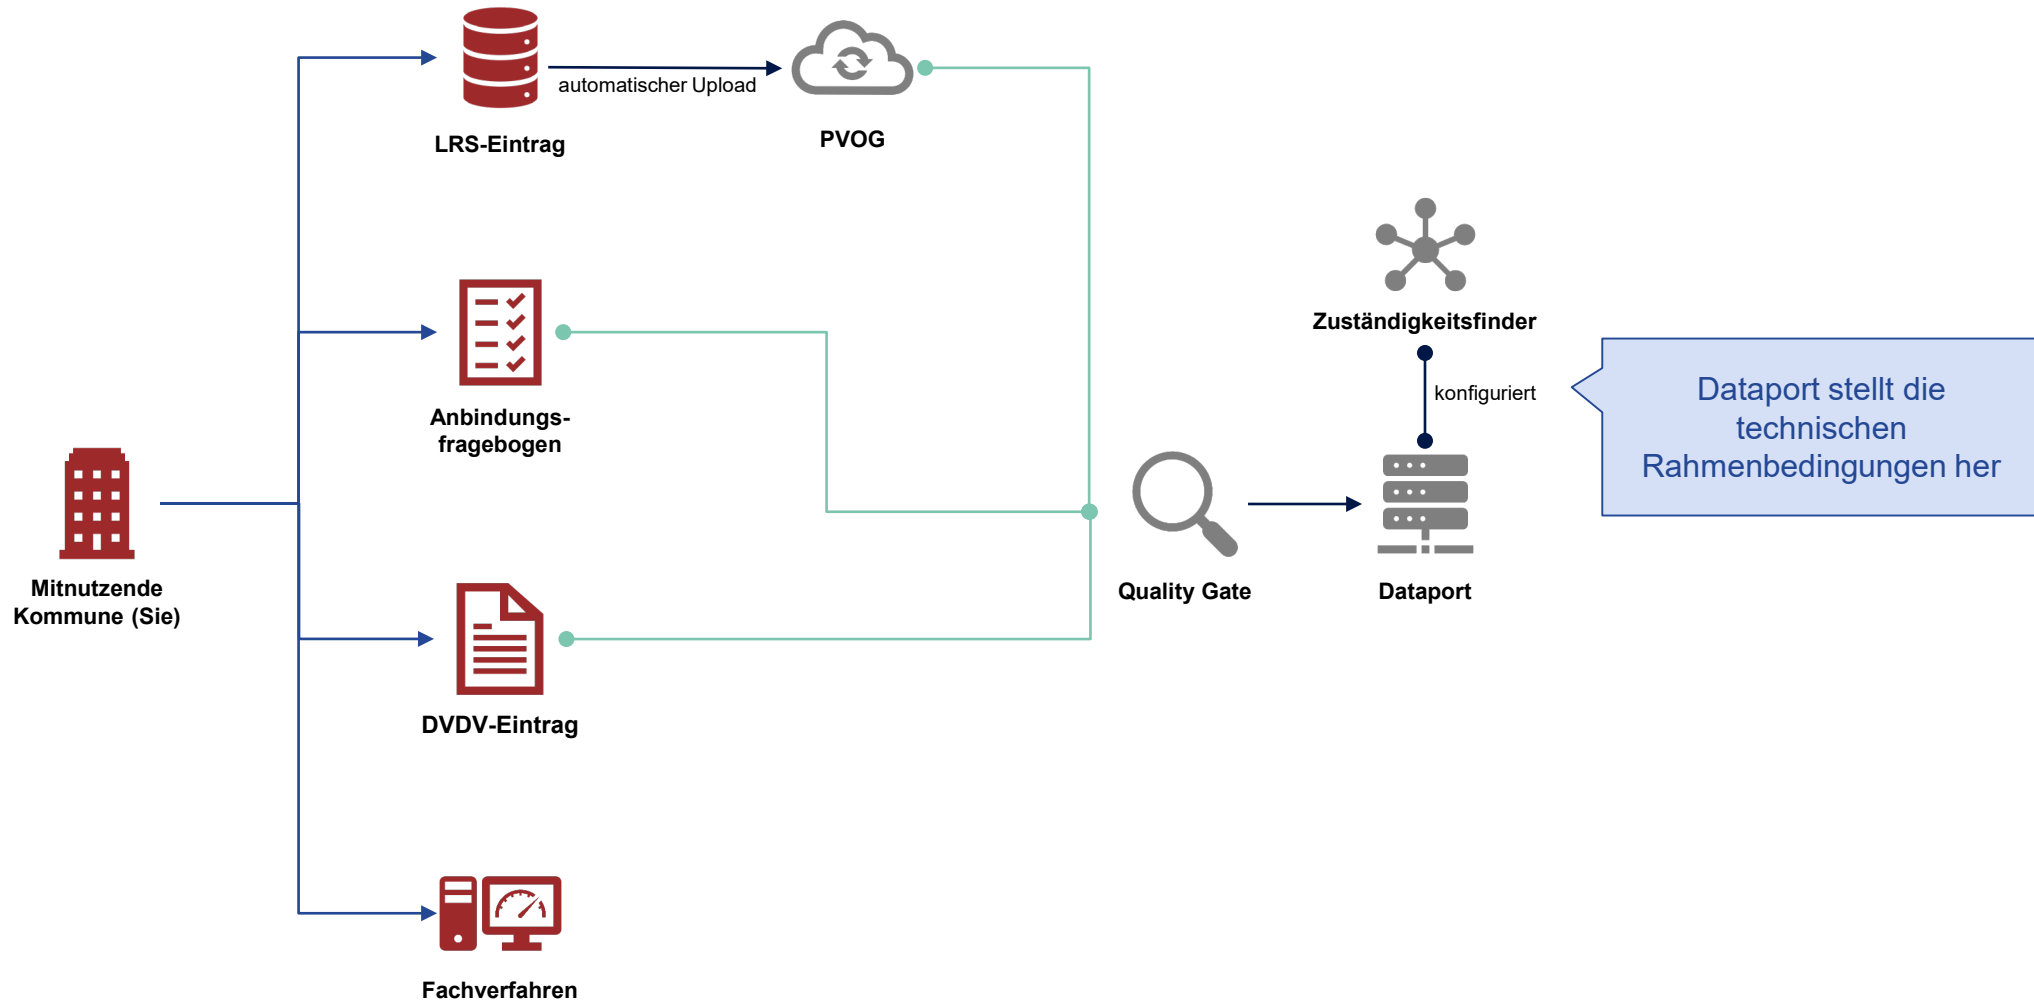 automatischer Upload
LRS-Eintrag
PVOG
Zuständigkeitsfinder
konfiguriert
Dataport stellt die
technischen
Rahmenbedingungen her
Anbindungs-
fragebogen
Mitnutzende
Kommune (Sie)
Quality Gate
Dataport
DVDV-Eintrag
Fachverfahren